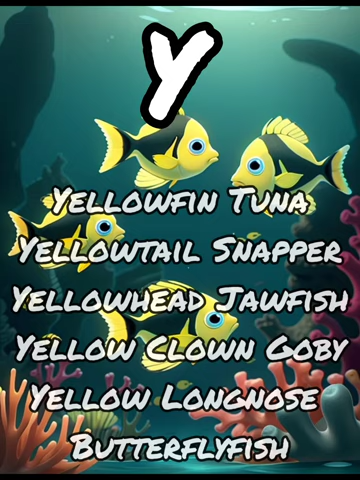 Y
Yellowfin Tuna
Yellowtail Snapper
Yellowhead Jawfish
Yellow Clown Goby
Yellow Longnose
Butterflyfish